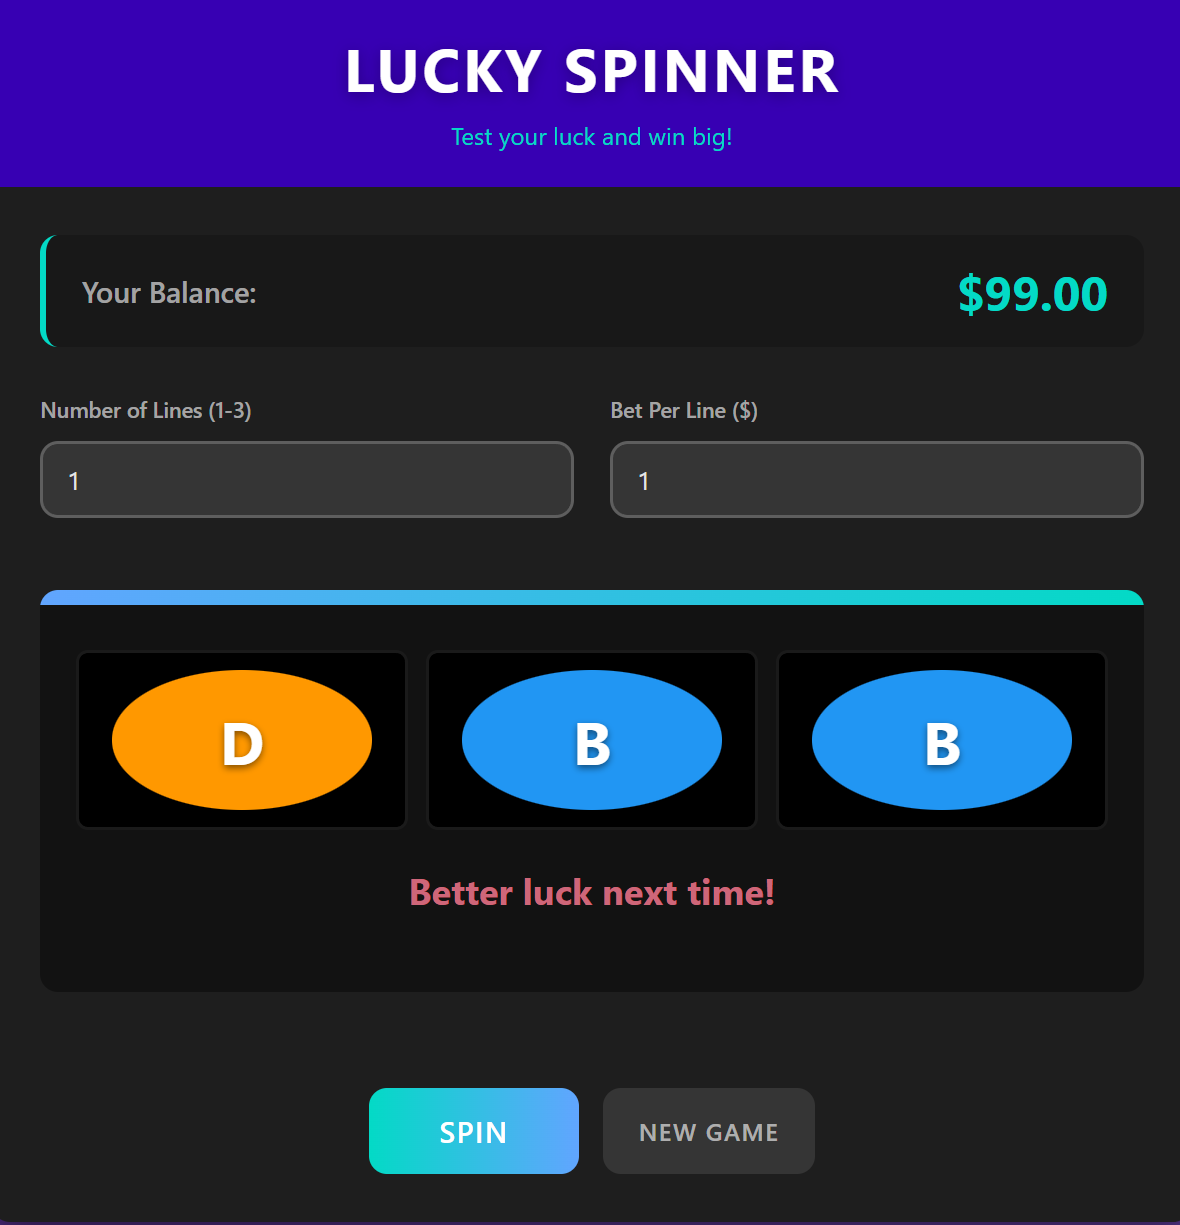 LUCKY SPINNER
Test your luck and win big!
Your Balance: $99.00
Number of Lines (1-3) Bet Per Line ($)
1 1
D B B
Better luck next time!
SPIN NEW GAME